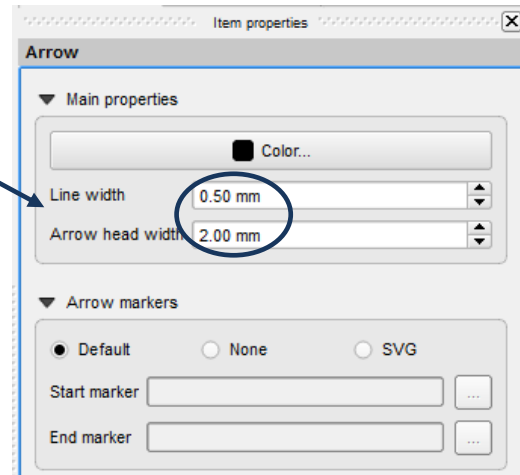 Item properties
Arrow
Main properties
Color...
Line width 0.50 mm
Arrow head width 2.00 mm
Arrow markers
Default None SVG
Start marker ...
End marker ...